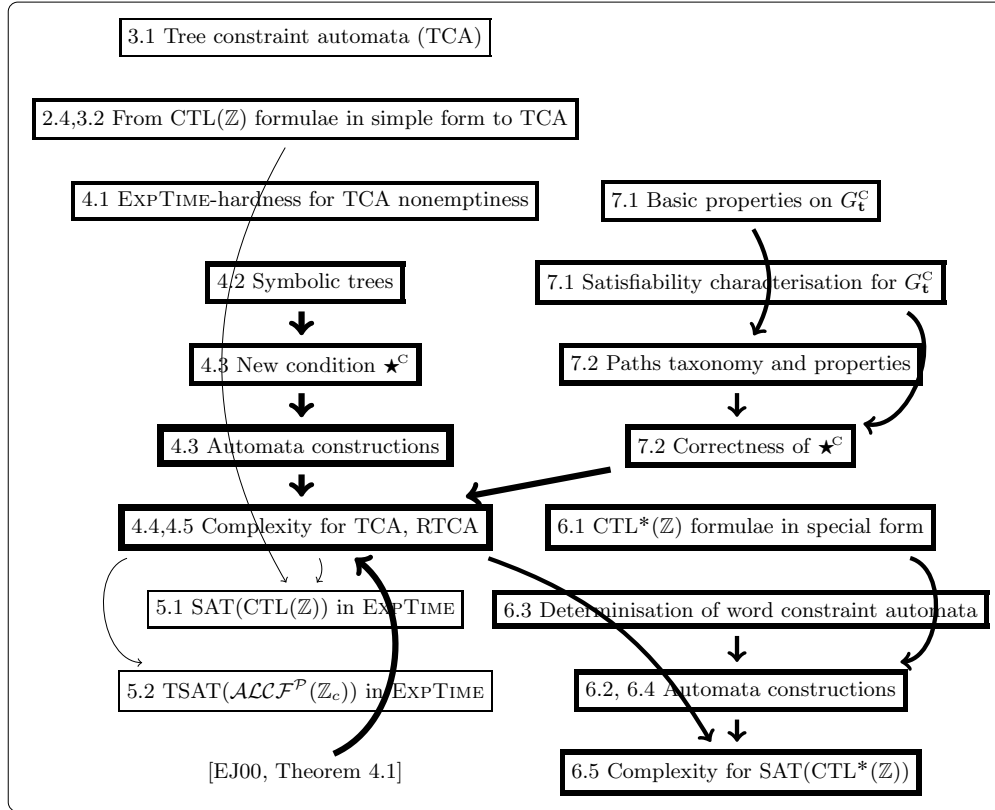 3.1 Tree constraint automata (TCA)
2.4,3.2 From CTL(ℤ) formulae in simple form to TCA
4.1 EXPTIME-hardness for TCA nonemptiness
7.1 Basic properties on G_t^C
4.2 Symbolic trees
7.1 Satisfiability characterisation for G_t^C
4.3 New condition ★^C
7.2 Paths taxonomy and properties
4.3 Automata constructions
7.2 Correctness of ★^C
4.4,4.5 Complexity for TCA, RTCA
6.1 CTL*(ℤ) formulae in special form
5.1 SAT(CTL(ℤ)) in EXPTIME
6.3 Determinisation of word constraint automata
5.2 TSAT(𝒜ℒ𝒞ℱ^𝒫(ℤ_c)) in EXPTIME
6.2, 6.4 Automata constructions
[EJ00, Theorem 4.1]
6.5 Complexity for SAT(CTL*(ℤ))